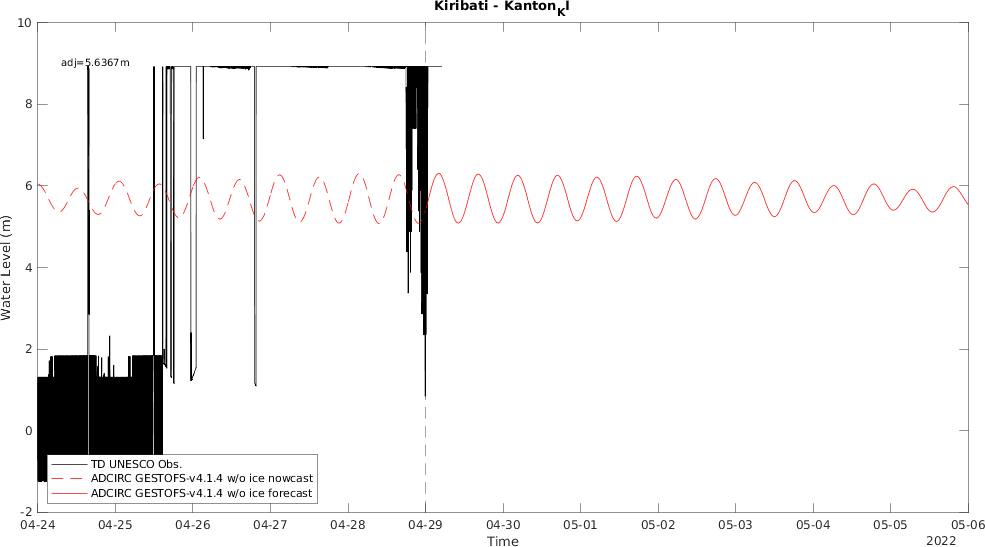 Kiribati - Kanton_KI
adj=5.6367m
Water Level (m)
10
8
6
4
2
0
-2
TD UNESCO Obs.
ADCIRC GESTOFS-v4.1.4 w/o ice nowcast
ADCIRC GESTOFS-v4.1.4 w/o ice forecast
04-24 04-25 04-26 04-27 04-28 04-29 04-30 05-01 05-02 05-03 05-04 05-05 05-06
Time
2022